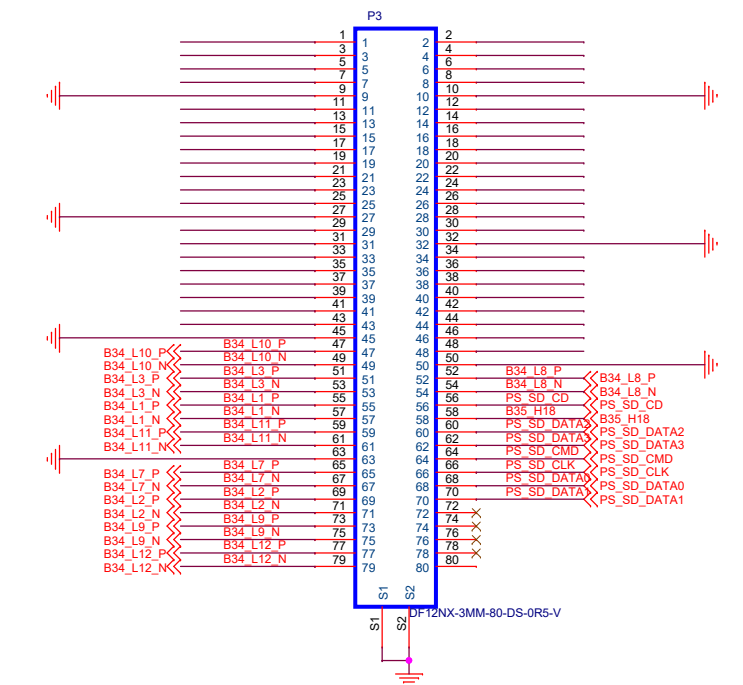 P3
1 1 2 2
3 3 4 4
5 5 6 6
7 7 8 8
9 9 10 10
11 11 12 12
13 13 14 14
15 15 16 16
17 17 18 18
19 19 20 20
21 21 22 22
23 23 24 24
25 25 26 26
27 27 28 28
29 29 30 30
31 31 32 32
33 33 34 34
35 35 36 36
37 37 38 38
39 39 40 40
41 41 42 42
43 43 44 44
45 45 46 46
B34_L10_P B34_L10_P 47 47 48 48
B34_L10_N B34_L10_N 49 49 50 50
B34_L3_P B34_L3_P 51 51 52 52 B34_L8_P B34_L8_P
B34_L3_N B34_L3_N 53 53 54 54 B34_L8_N B34_L8_N
B34_L1_P B34_L1_P 55 55 56 56 PS_SD_CD PS_SD_CD
B34_L1_N B34_L1_N 57 57 58 58 B35_H18 B35_H18
B34_L11_P B34_L11_P 59 59 60 60 PS_SD_DATA2 PS_SD_DATA2
B34_L11_N B34_L11_N 61 61 62 62 PS_SD_DATA3 PS_SD_DATA3
63 63 64 64 PS_SD_CMD PS_SD_CMD
B34_L7_P B34_L7_P 65 65 66 66 PS_SD_CLK PS_SD_CLK
B34_L7_N B34_L7_N 67 67 68 68 PS_SD_DATA0 PS_SD_DATA0
B34_L2_P B34_L2_P 69 69 70 70 PS_SD_DATA1 PS_SD_DATA1
B34_L2_N B34_L2_N 71 71 72 72
B34_L9_P B34_L9_P 73 73 74 74
B34_L9_N B34_L9_N 75 75 76 76
B34_L12_P B34_L12_P 77 77 78 78
B34_L12_N B34_L12_N 79 79 80 80
S1 S2
DF12NX-3MM-80-DS-0R5-V
S1 S2